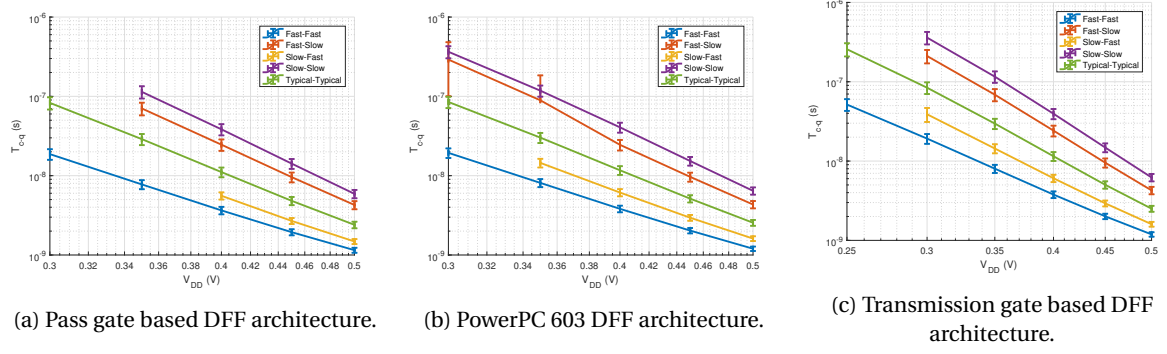 10^-6
10^-7
10^-8
10^-9
T_c-q (s)
0.3 0.32 0.34 0.36 0.38 0.4 0.42 0.44 0.46 0.48 0.5
V_DD (V)
Fast-Fast
Fast-Slow
Slow-Fast
Slow-Slow
Typical-Typical
(a) Pass gate based DFF architecture.
10^-6
10^-7
10^-8
10^-9
T_c-q (s)
0.3 0.32 0.34 0.36 0.38 0.4 0.42 0.44 0.46 0.48 0.5
V_DD (V)
Fast-Fast
Fast-Slow
Slow-Fast
Slow-Slow
Typical-Typical
(b) PowerPC 603 DFF architecture.
10^-6
10^-7
10^-8
10^-9
T_c-q (s)
0.25 0.3 0.35 0.4 0.45 0.5
V_DD (V)
Fast-Fast
Fast-Slow
Slow-Fast
Slow-Slow
Typical-Typical
(c) Transmission gate based DFF
architecture.